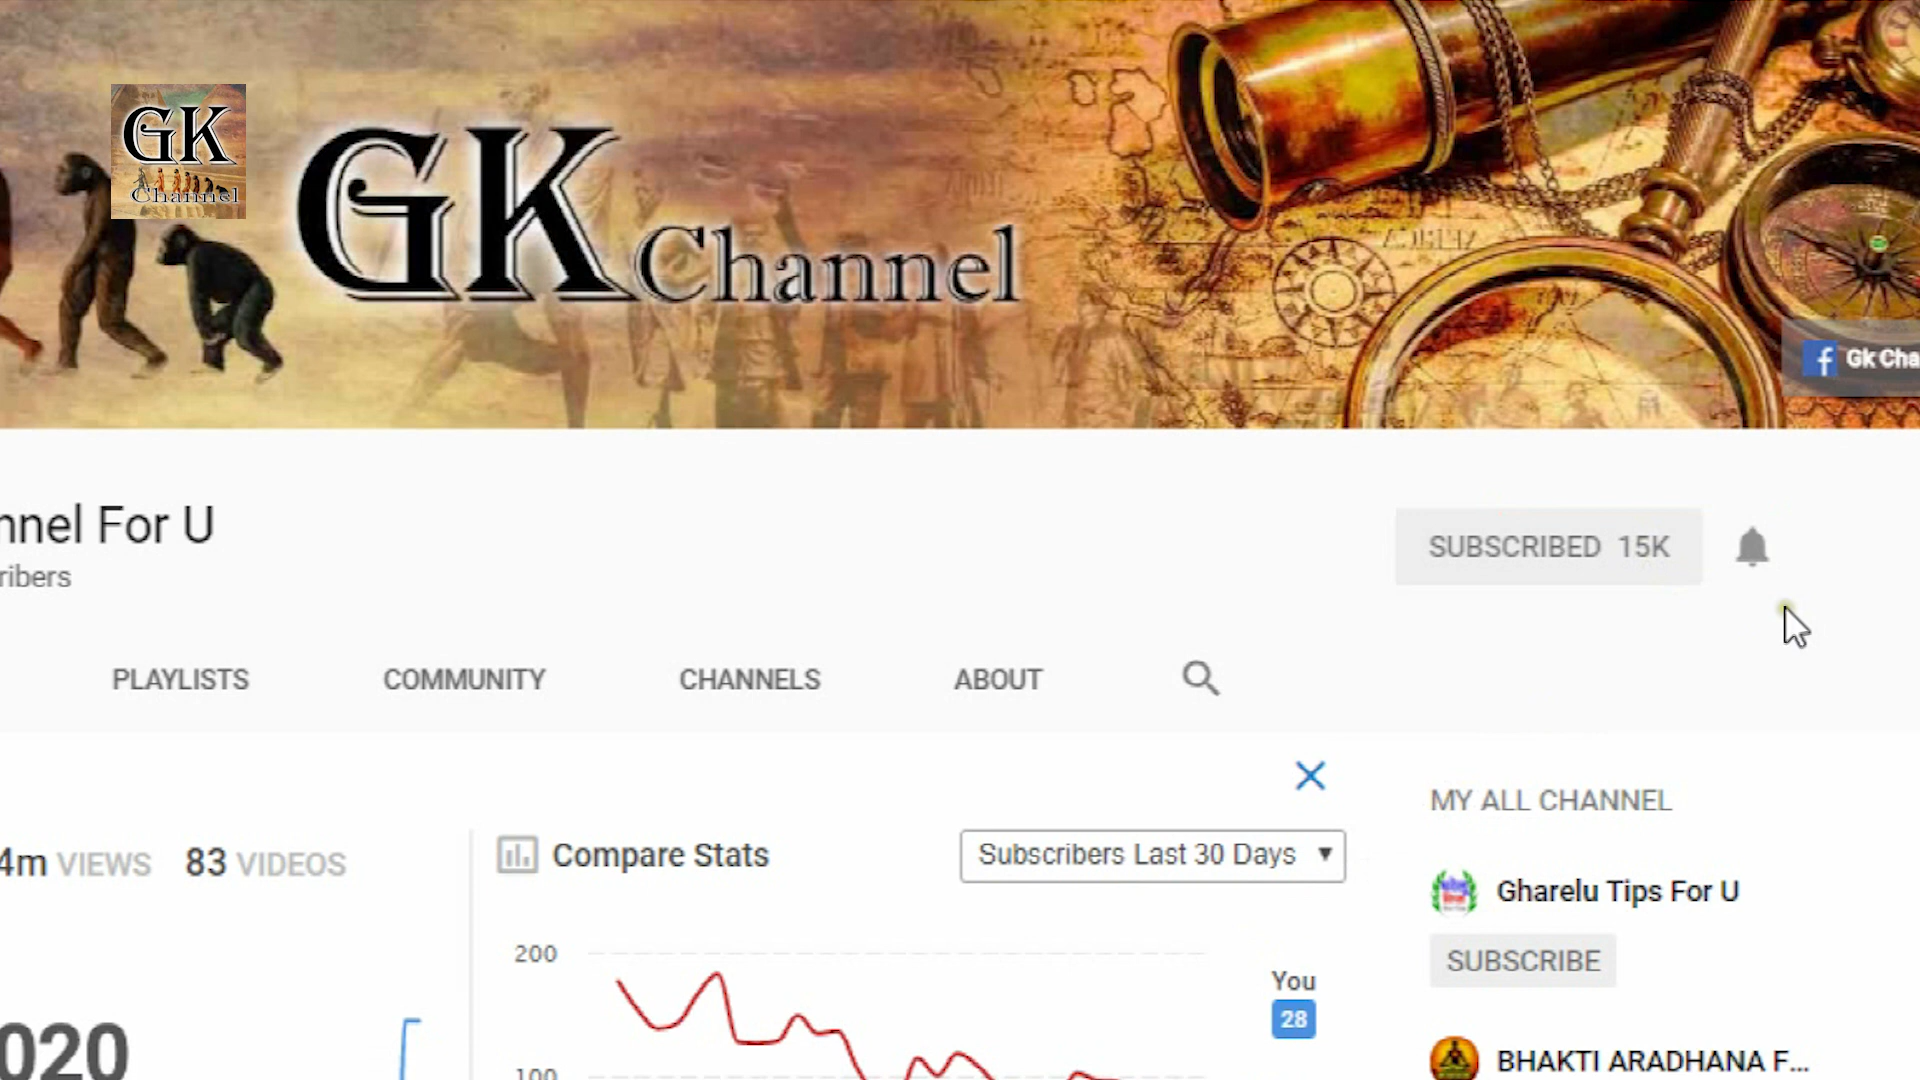 GK
Channel
GK Channel
Gk Cha
nnel For U
ribers
SUBSCRIBED 15K
PLAYLISTS
COMMUNITY
CHANNELS
ABOUT
4m VIEWS 83 VIDEOS
Compare Stats
Subscribers Last 30 Days
200
100
You
28
020
MY ALL CHANNEL
Gharelu Tips For U
SUBSCRIBE
BHAKTI ARADHANA F...